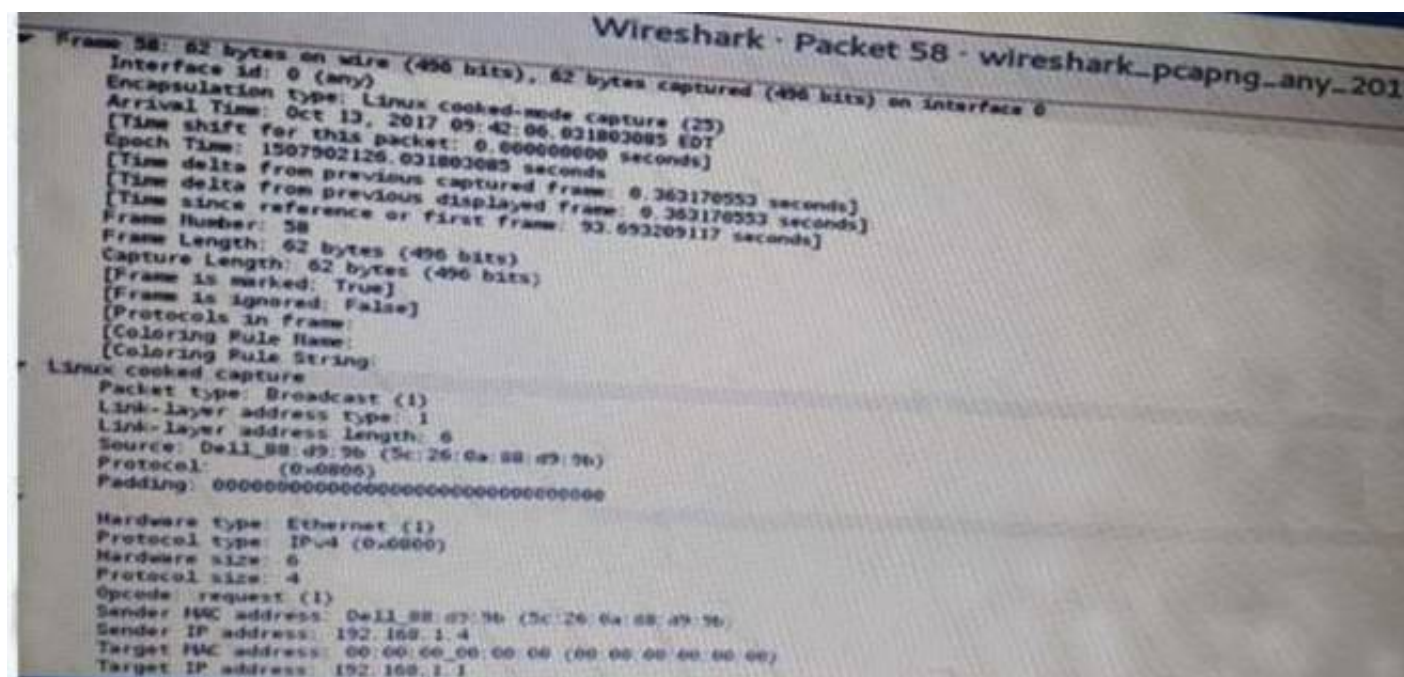 Wireshark · Packet 58 · wireshark_pcapng_any_201
Frame 58: 62 bytes on wire (496 bits), 62 bytes captured (496 bits) on interface 0
Interface id: 0 (any)
Encapsulation type: Linux cooked-mode capture (25)
Arrival Time: Oct 13, 2017 09:42:06.031803085 EDT
[Time shift for this packet: 0.000000000 seconds]
Epoch Time: 1507902126.031803085 seconds
[Time delta from previous captured frame: 0.363170553 seconds]
[Time delta from previous displayed frame: 0.363170553 seconds]
[Time since reference or first frame: 93.693209117 seconds]
Frame Number: 58
Frame Length: 62 bytes (496 bits)
Capture Length: 62 bytes (496 bits)
[Frame is marked: True]
[Frame is ignored: False]
[Protocols in frame:
[Coloring Rule Name:
[Coloring Rule String:
Linux cooked capture
Packet type: Broadcast (1)
Link-layer address type: 1
Link-layer address length: 6
Source: Dell_88:d9:9b (5c:26:0a:88:d9:9b)
Protocol: (0x0806)
Padding: 00000000000000000000000000000000
Hardware type: Ethernet (1)
Protocol type: IPv4 (0x0800)
Hardware size: 6
Protocol size: 4
Opcode: request (1)
Sender MAC address: Dell_88:d9:9b (5c:26:0a:88:d9:9b)
Sender IP address: 192.168.1.4
Target MAC address: 00:00:00_00:00:00 (00:00:00:00:00:00)
Target IP address: 192.168.1.1